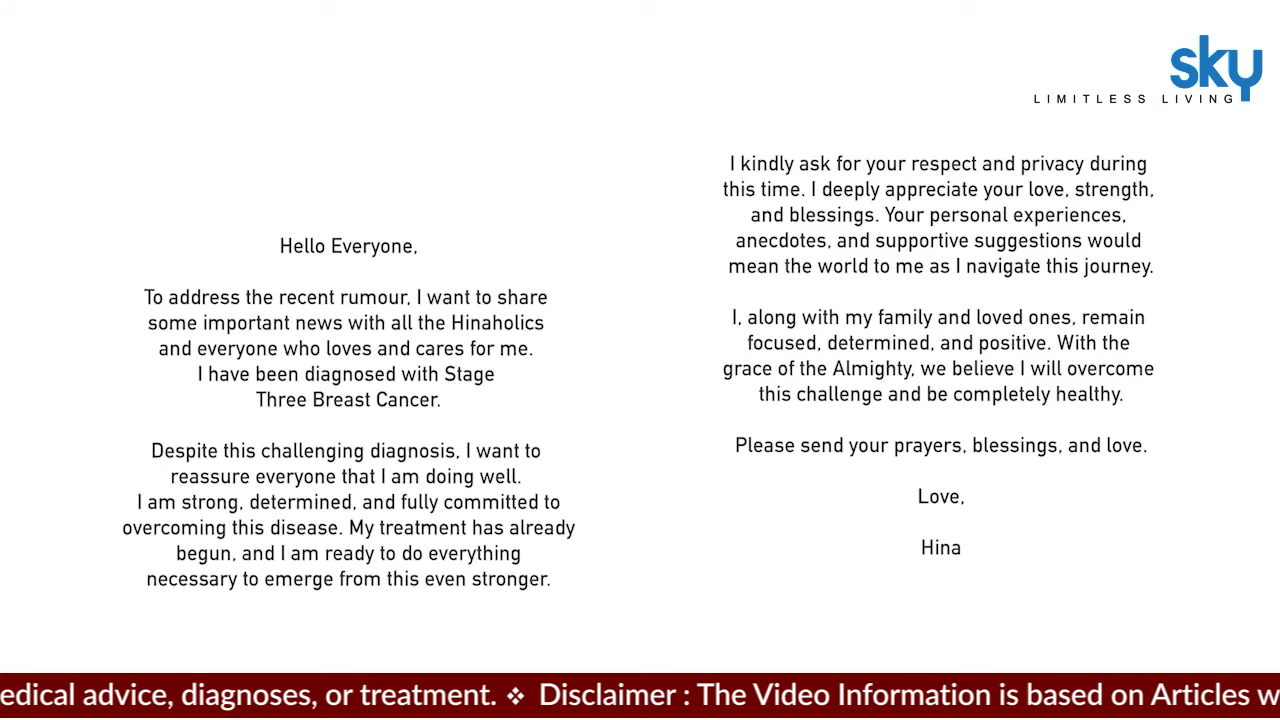 sky
LIMITLESS LIVING
Hello Everyone,
To address the recent rumour, I want to share
some important news with all the Hinaholics
and everyone who loves and cares for me.
I have been diagnosed with Stage
Three Breast Cancer.
Despite this challenging diagnosis, I want to
reassure everyone that I am doing well.
I am strong, determined, and fully committed to
overcoming this disease. My treatment has already
begun, and I am ready to do everything
necessary to emerge from this even stronger.
I kindly ask for your respect and privacy during
this time. I deeply appreciate your love, strength,
and blessings. Your personal experiences,
anecdotes, and supportive suggestions would
mean the world to me as I navigate this journey.
I, along with my family and loved ones, remain
focused, determined, and positive. With the
grace of the Almighty, we believe I will overcome
this challenge and be completely healthy.
Please send your prayers, blessings, and love.
Love,
Hina
edical advice, diagnoses, or treatment. ❖ Disclaimer : The Video Information is based on Articles w